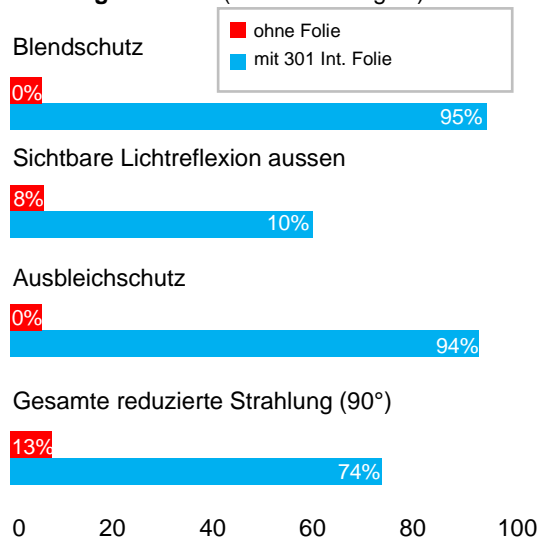 ohne Folie
mit 301 Int. Folie
Blendschutz
0%
95%
Sichtbare Lichtreflexion aussen
8%
10%
Ausbleichschutz
0%
94%
Gesamte reduzierte Strahlung (90°)
13%
74%
0 20 40 60 80 100